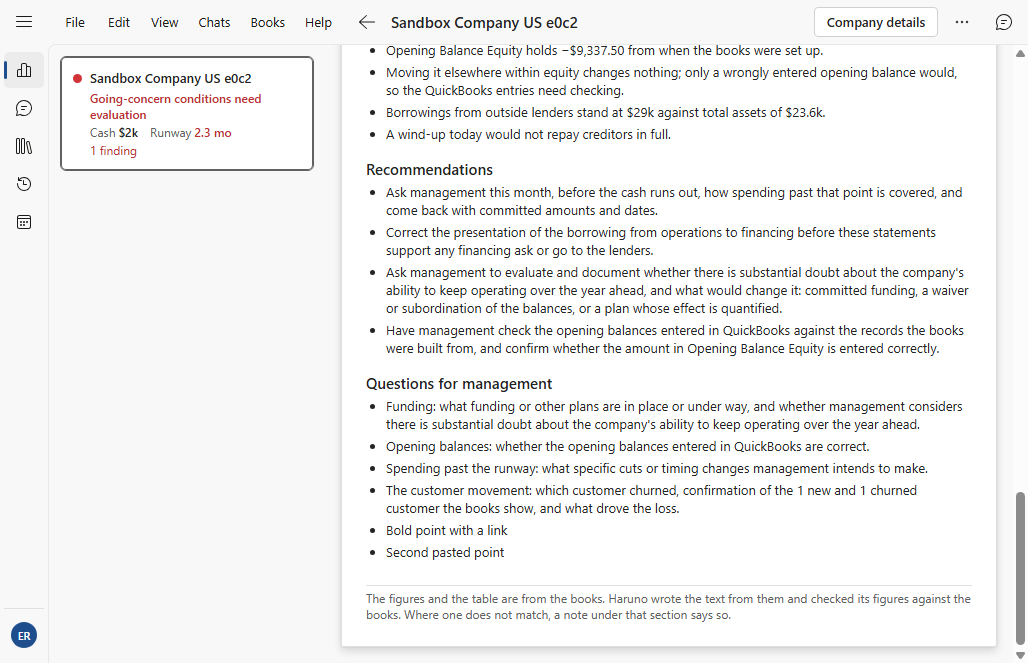 File Edit View Chats Books Help Sandbox Company US e0c2 Company details
Sandbox Company US e0c2
Going-concern conditions need
evaluation
Cash $2k Runway 2.3 mo
1 finding
Opening Balance Equity holds −$9,337.50 from when the books were set up.
Moving it elsewhere within equity changes nothing; only a wrongly entered opening balance would,
so the QuickBooks entries need checking.
Borrowings from outside lenders stand at $29k against total assets of $23.6k.
A wind-up today would not repay creditors in full.
Recommendations
Ask management this month, before the cash runs out, how spending past that point is covered, and
come back with committed amounts and dates.
Correct the presentation of the borrowing from operations to financing before these statements
support any financing ask or go to the lenders.
Ask management to evaluate and document whether there is substantial doubt about the company's
ability to keep operating over the year ahead, and what would change it: committed funding, a waiver
or subordination of the balances, or a plan whose effect is quantified.
Have management check the opening balances entered in QuickBooks against the records the books
were built from, and confirm whether the amount in Opening Balance Equity is entered correctly.
Questions for management
Funding: what funding or other plans are in place or under way, and whether management considers
there is substantial doubt about the company's ability to keep operating over the year ahead.
Opening balances: whether the opening balances entered in QuickBooks are correct.
Spending past the runway: what specific cuts or timing changes management intends to make.
The customer movement: which customer churned, confirmation of the 1 new and 1 churned
customer the books show, and what drove the loss.
Bold point with a link
Second pasted point
The figures and the table are from the books. Haruno wrote the text from them and checked its figures against the
books. Where one does not match, a note under that section says so.
ER